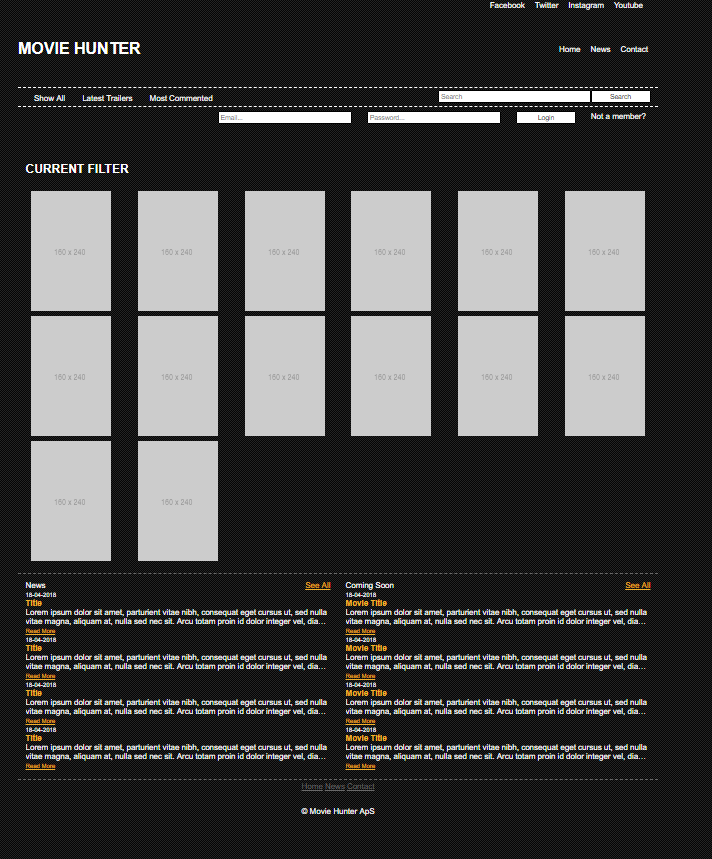 Facebook Twitter Instagram Youtube
MOVIE HUNTER
Home News Contact
Show All Latest Trailers Most Commented Search Search
Email... Password... Login Not a member?
CURRENT FILTER
160 x 240 160 x 240 160 x 240 160 x 240 160 x 240 160 x 240
160 x 240 160 x 240 160 x 240 160 x 240 160 x 240 160 x 240
160 x 240 160 x 240
News See All
18-04-2018
Title
Lorem ipsum dolor sit amet, parturient vitae nibh, consequat eget cursus ut, sed nulla
vitae magna, aliquam at, nulla sed nec sit. Arcu totam proin id dolor integer vel, dia...
Read More
18-04-2018
Title
Lorem ipsum dolor sit amet, parturient vitae nibh, consequat eget cursus ut, sed nulla
vitae magna, aliquam at, nulla sed nec sit. Arcu totam proin id dolor integer vel, dia...
Read More
18-04-2018
Title
Lorem ipsum dolor sit amet, parturient vitae nibh, consequat eget cursus ut, sed nulla
vitae magna, aliquam at, nulla sed nec sit. Arcu totam proin id dolor integer vel, dia...
Read More
18-04-2018
Title
Lorem ipsum dolor sit amet, parturient vitae nibh, consequat eget cursus ut, sed nulla
vitae magna, aliquam at, nulla sed nec sit. Arcu totam proin id dolor integer vel, dia...
Read More
Coming Soon See All
18-04-2018
Movie Title
Lorem ipsum dolor sit amet, parturient vitae nibh, consequat eget cursus ut, sed nulla
vitae magna, aliquam at, nulla sed nec sit. Arcu totam proin id dolor integer vel, dia...
Read More
18-04-2018
Movie Title
Lorem ipsum dolor sit amet, parturient vitae nibh, consequat eget cursus ut, sed nulla
vitae magna, aliquam at, nulla sed nec sit. Arcu totam proin id dolor integer vel, dia...
Read More
18-04-2018
Movie Title
Lorem ipsum dolor sit amet, parturient vitae nibh, consequat eget cursus ut, sed nulla
vitae magna, aliquam at, nulla sed nec sit. Arcu totam proin id dolor integer vel, dia...
Read More
18-04-2018
Movie Title
Lorem ipsum dolor sit amet, parturient vitae nibh, consequat eget cursus ut, sed nulla
vitae magna, aliquam at, nulla sed nec sit. Arcu totam proin id dolor integer vel, dia...
Read More
Home News Contact
© Movie Hunter ApS